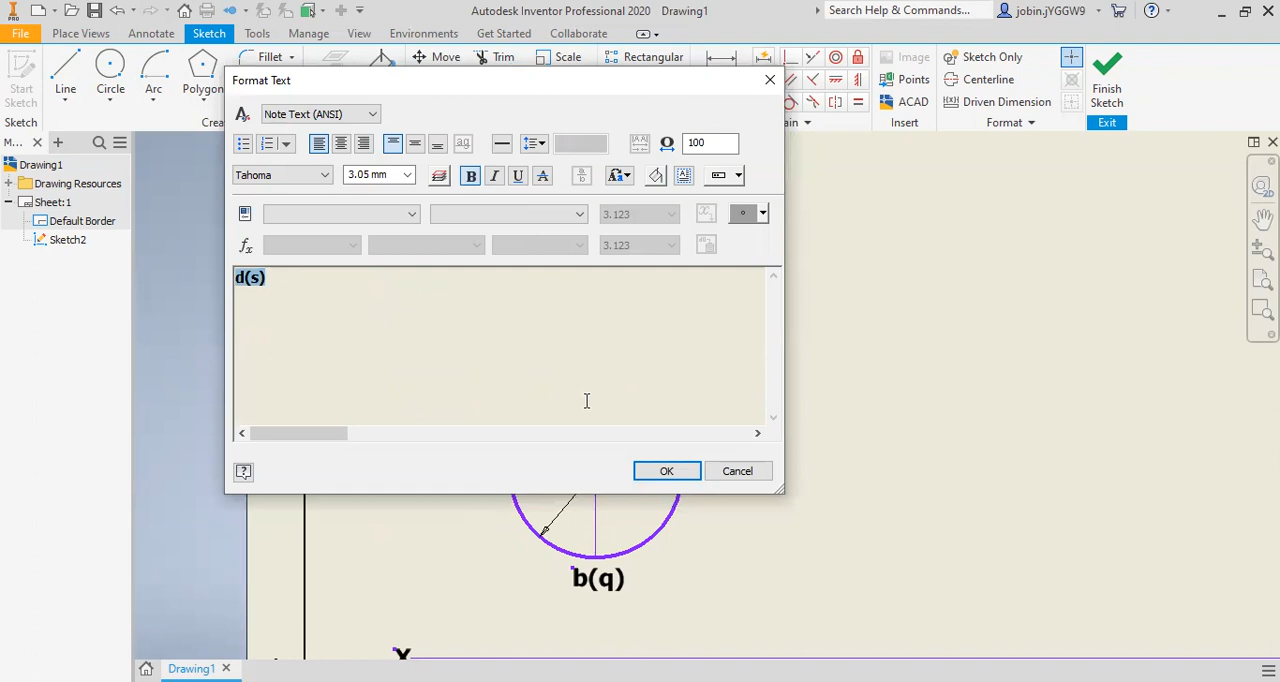 PRO
Autodesk Inventor Professional 2020 Drawing1
Search Help & Commands...
jobin.jYGGW9
File
Place Views
Annotate
Sketch
Tools
Manage
View
Environments
Get Started
Collaborate
Start Sketch
Line
Circle
Arc
Polygon
Fillet
Move
Trim
Scale
Rectangular
Image
Points
ACAD
Sketch Only
Centerline
Driven Dimension
Finish Sketch
Sketch
Insert
Format
Exit
Format Text
Note Text (ANSI)
100
Tahoma
3.05 mm
B I U A
3.123
fx
3.123
d(s)
OK
Cancel
M...
Drawing1
Drawing Resources
Sheet:1
Default Border
Sketch2
2D
b(q)
X
Drawing1